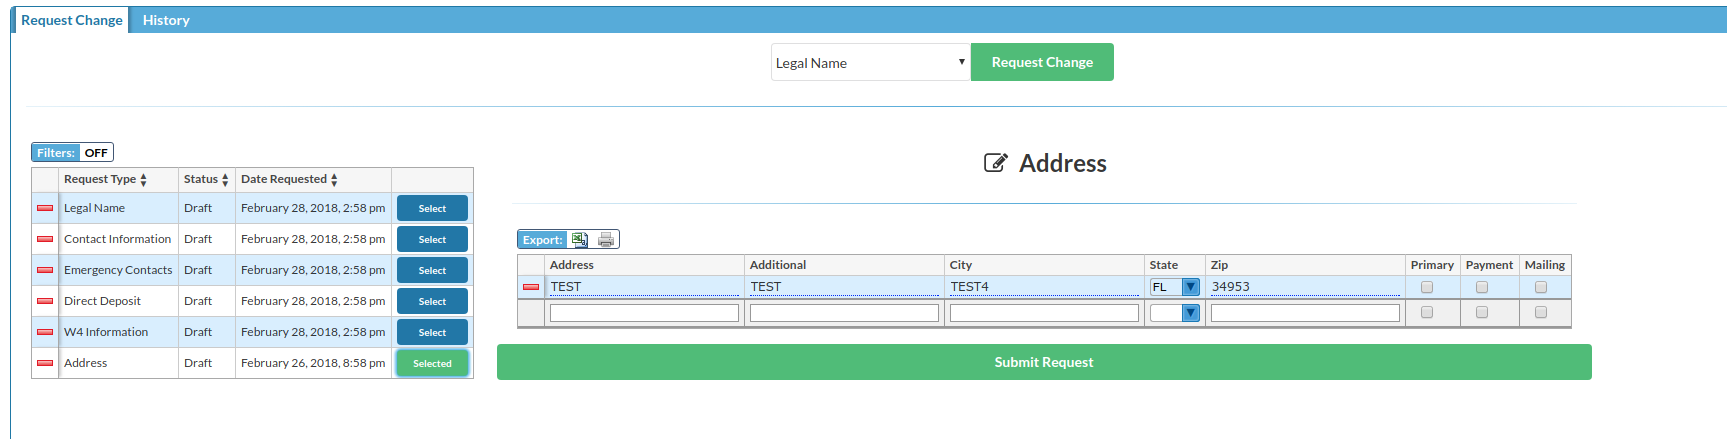 Request Change History
Legal Name Request Change
Filters: OFF
Request Type Status Date Requested
Legal Name Draft February 28, 2018, 2:58 pm Select
Contact Information Draft February 28, 2018, 2:58 pm Select
Emergency Contacts Draft February 28, 2018, 2:58 pm Select
Direct Deposit Draft February 28, 2018, 2:58 pm Select
W4 Information Draft February 28, 2018, 2:58 pm Select
Address Draft February 26, 2018, 8:58 pm Selected
Address
Export:
Address Additional City State Zip Primary Payment Mailing
TEST TEST TEST4 FL 34953
Submit Request